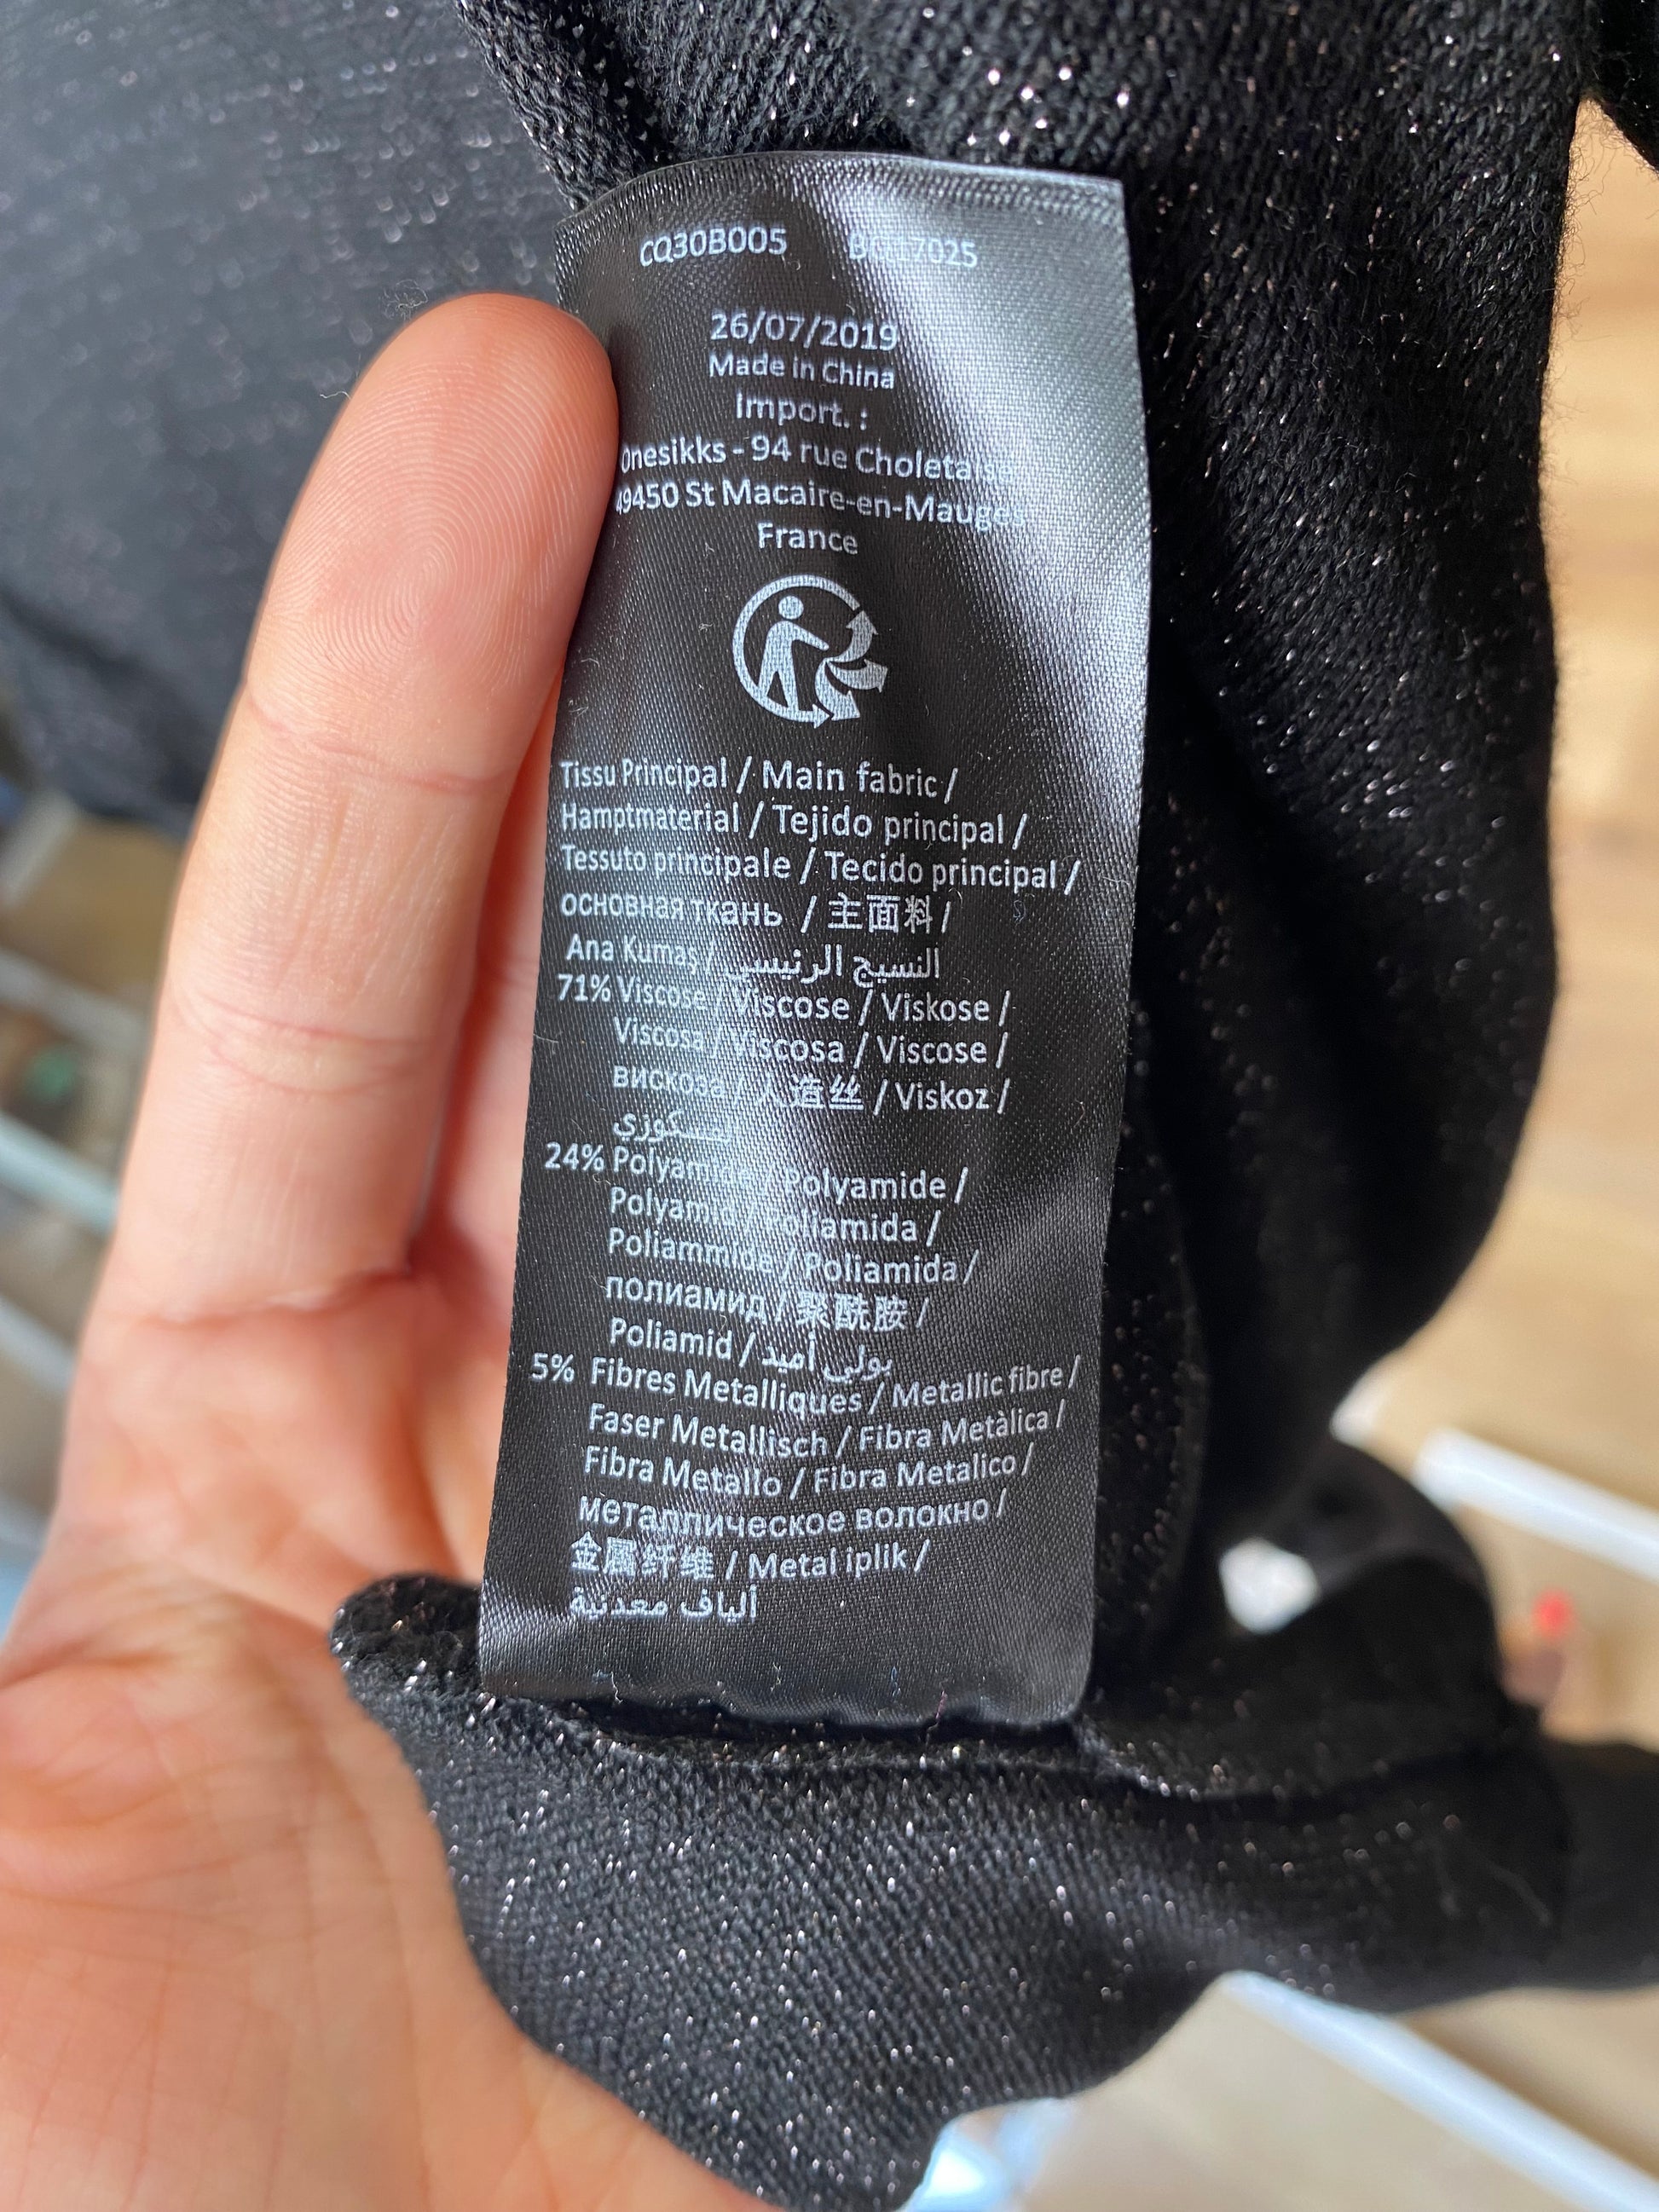 CQ30B005
26/07/2019
Made in China
Import. :
Onesikks - 94 rue Choletaise
49450 St Macaire-en-Mauges
France
Tissu Principal / Main fabric /
Hamptmaterial / Tejido principal /
Tessuto principale / Tecido principal /
основная ткань / 主面料 /
Ana Kumaş / النسيج الرئيسي
71% Viscose / Viscose / Viskose /
Viscosa / Viscosa / Viscose /
вискоза / 人造丝 / Viskoz /
24% Polyamide / Polyamide /
Polyamid / Poliamida /
Poliammide / Poliamida /
полиамид / 聚酰胺 /
Poliamid / بولي أميد
5% Fibres Metalliques / Metallic fibre /
Faser Metallisch / Fibra Metàlica /
Fibra Metallo / Fibra Metalico /
металлическое волокно /
金属纤维 / Metal iplik /
ألياف معدنية